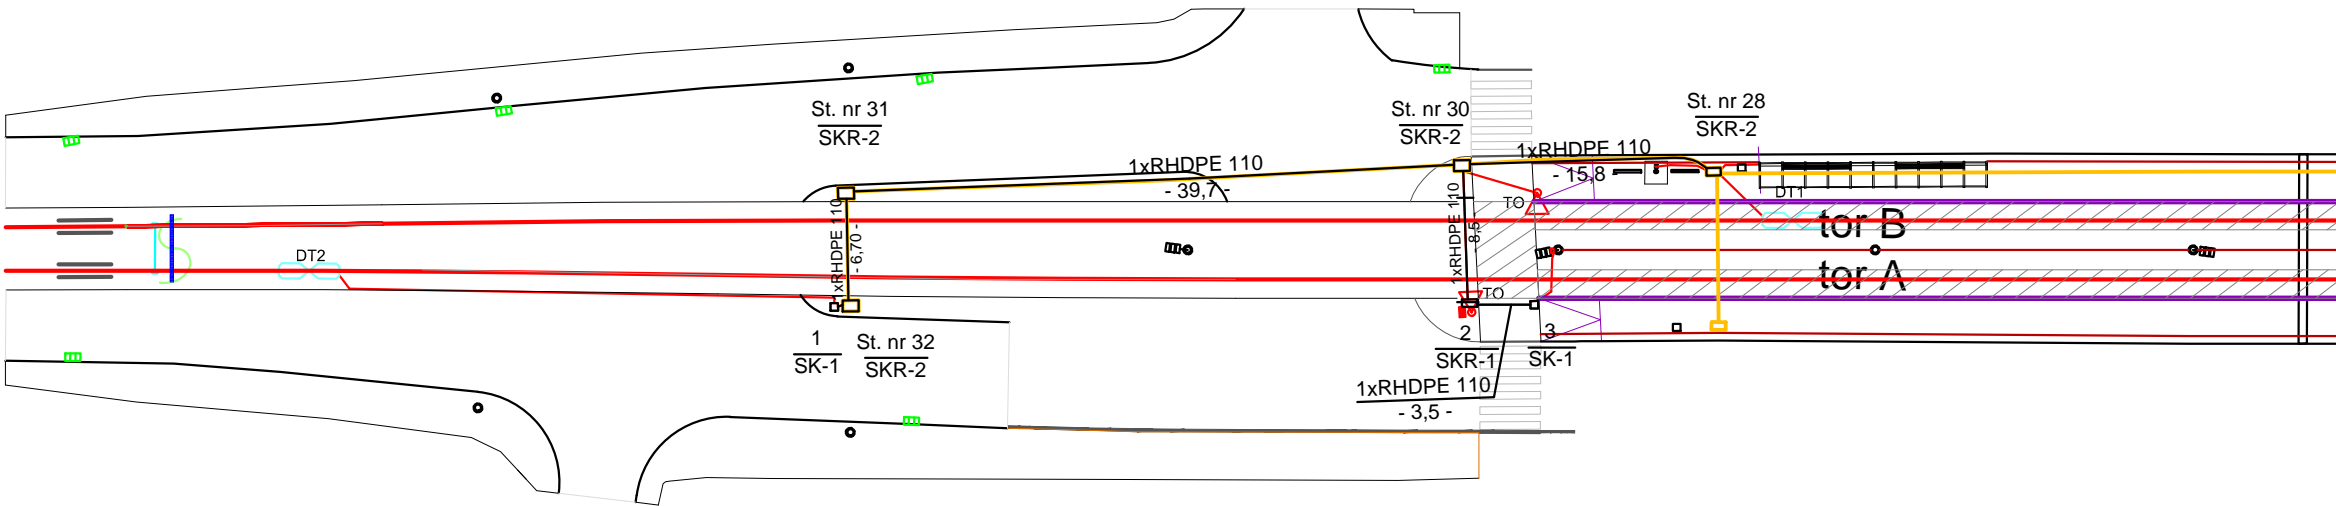 St. nr 31
SKR-2
St. nr 30
SKR-2
St. nr 28
SKR-2
1xRHDPE 110
- 39,7 -
1xRHDPE 110
- 15,8 -
1xRHDPE 110
- 6,70 -
1xRHDPE 110
- 8,5 -
TO
DT1
tor B
DT2
tor A
TO
1
SK-1
St. nr 32
SKR-2
2
SKR-1
3
SK-1
1xRHDPE 110
- 3,5 -